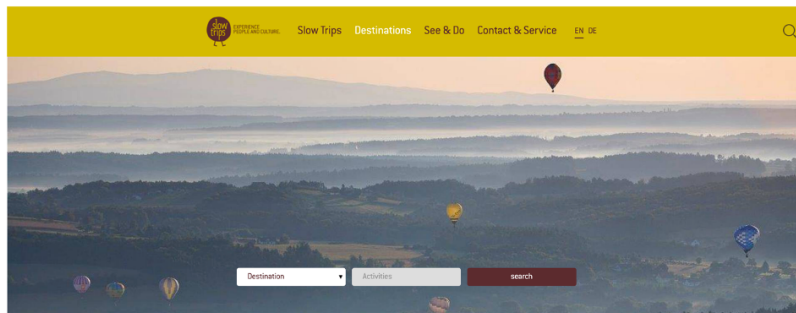 slow
trips
EXPERIENCE
PEOPLE AND CULTURE.
Slow Trips Destinations See & Do Contact & Service EN DE
Destination Activities search